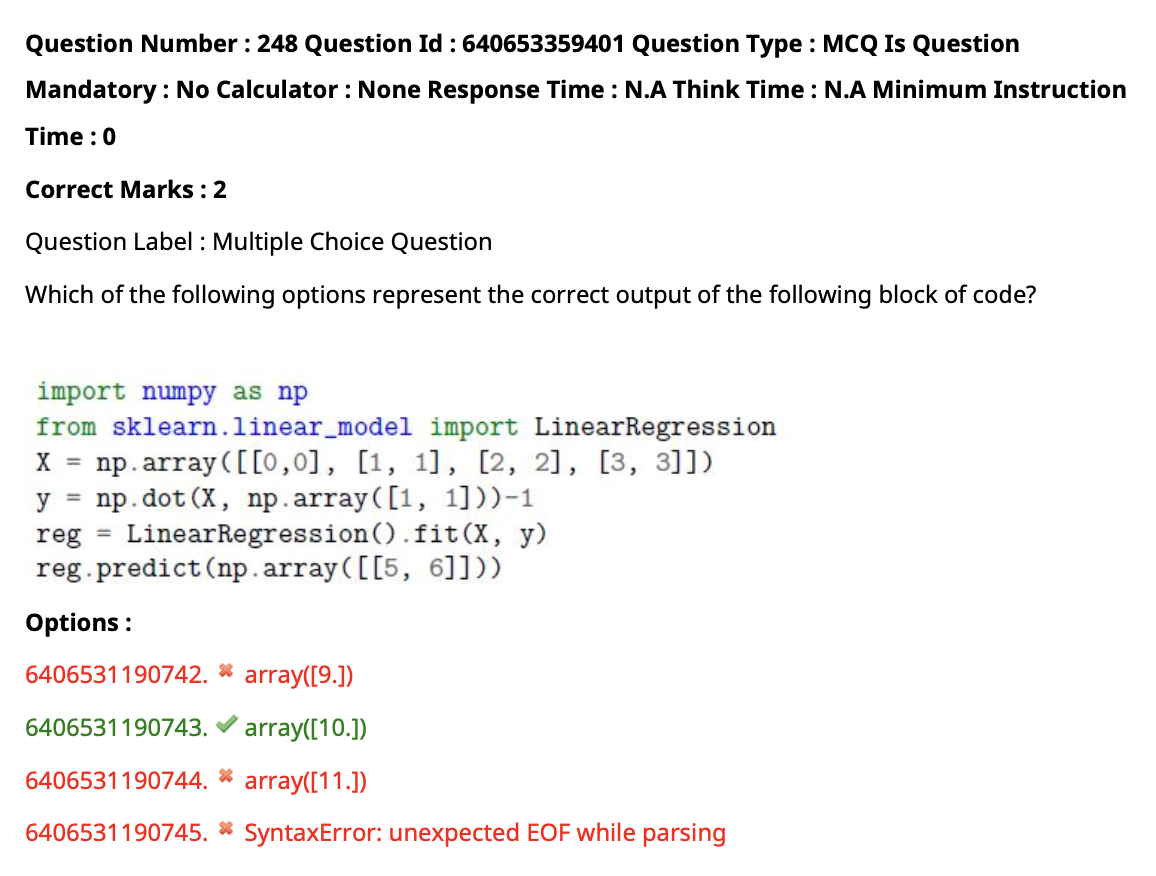 Question Number : 248 Question Id : 640653359401 Question Type : MCQ Is Question
Mandatory : No Calculator : None Response Time : N.A Think Time : N.A Minimum Instruction
Time : 0
Correct Marks : 2
Question Label : Multiple Choice Question
Which of the following options represent the correct output of the following block of code?
import numpy as np
from sklearn.linear_model import LinearRegression
X = np.array([[0,0], [1, 1], [2, 2], [3, 3]])
y = np.dot(X, np.array([1, 1]))-1
reg = LinearRegression().fit(X, y)
reg.predict(np.array([[5, 6]]))
Options :
6406531190742. ✖ array([9.])
6406531190743. ✔ array([10.])
6406531190744. ✖ array([11.])
6406531190745. ✖ SyntaxError: unexpected EOF while parsing